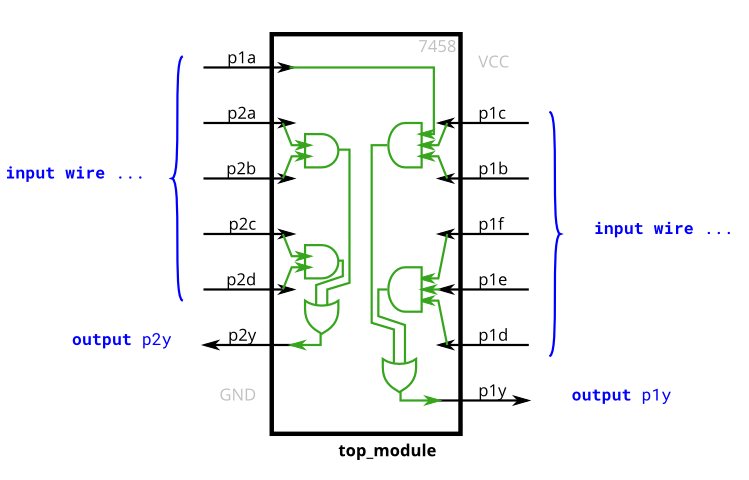 7458
p1a
VCC
p2a
p1c
input wire ...
p2b
p1b
p2c
p1f
input wire ...
p2d
p1e
output p2y
p2y
p1d
GND
p1y
output p1y
top_module